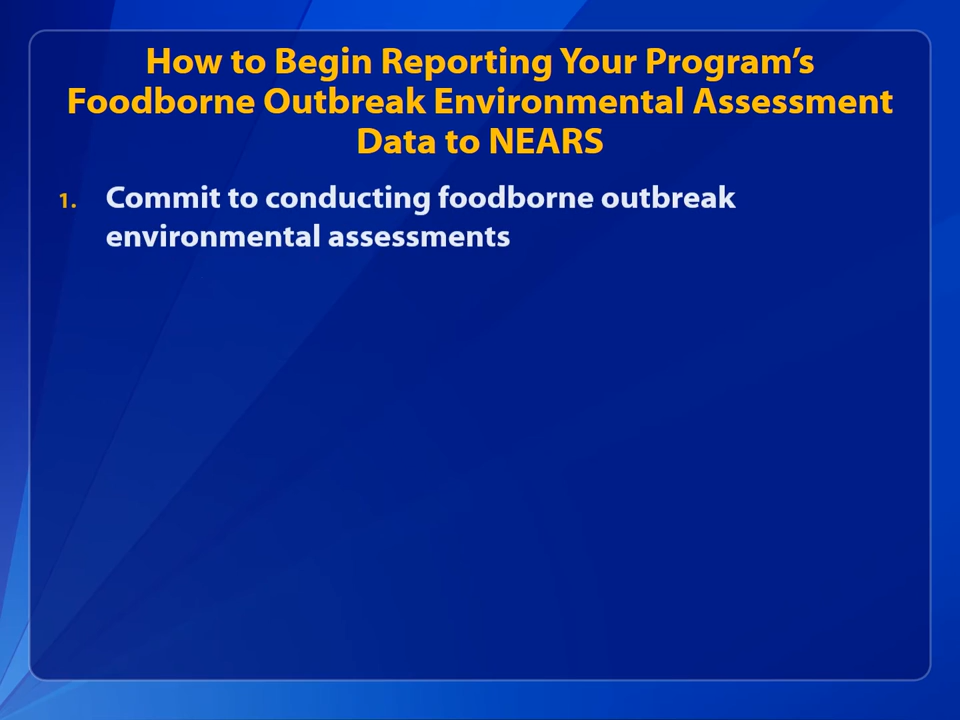 How to Begin Reporting Your Program’s
Foodborne Outbreak Environmental Assessment
Data to NEARS
1. Commit to conducting foodborne outbreak
environmental assessments